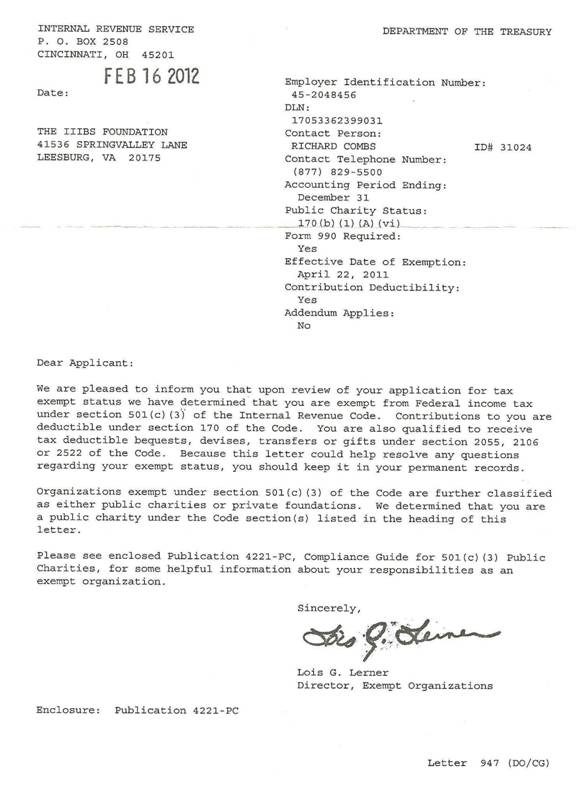 INTERNAL REVENUE SERVICE
P. O. BOX 2508
CINCINNATI, OH 45201
DEPARTMENT OF THE TREASURY
FEB 16 2012
Date:
THE IIIBS FOUNDATION
41536 SPRINGVALLEY LANE
LEESBURG, VA 20175
Employer Identification Number:
45-2048456
DLN:
17053362399031
Contact Person:
RICHARD COMBS ID# 31024
Contact Telephone Number:
(877) 829-5500
Accounting Period Ending:
December 31
Public Charity Status:
170(b)(1)(A)(vi)
Form 990 Required:
Yes
Effective Date of Exemption:
April 22, 2011
Contribution Deductibility:
Yes
Addendum Applies:
No
Dear Applicant:
We are pleased to inform you that upon review of your application for tax
exempt status we have determined that you are exempt from Federal income tax
under section 501(c)(3) of the Internal Revenue Code. Contributions to you are
deductible under section 170 of the Code. You are also qualified to receive
tax deductible bequests, devises, transfers or gifts under section 2055, 2106
or 2522 of the Code. Because this letter could help resolve any questions
regarding your exempt status, you should keep it in your permanent records.
Organizations exempt under section 501(c)(3) of the Code are further classified
as either public charities or private foundations. We determined that you are
a public charity under the Code section(s) listed in the heading of this
letter.
Please see enclosed Publication 4221-PC, Compliance Guide for 501(c)(3) Public
Charities, for some helpful information about your responsibilities as an
exempt organization.
Sincerely,
Lois G. Lerner
Lois G. Lerner
Director, Exempt Organizations
Enclosure: Publication 4221-PC
Letter 947 (DO/CG)